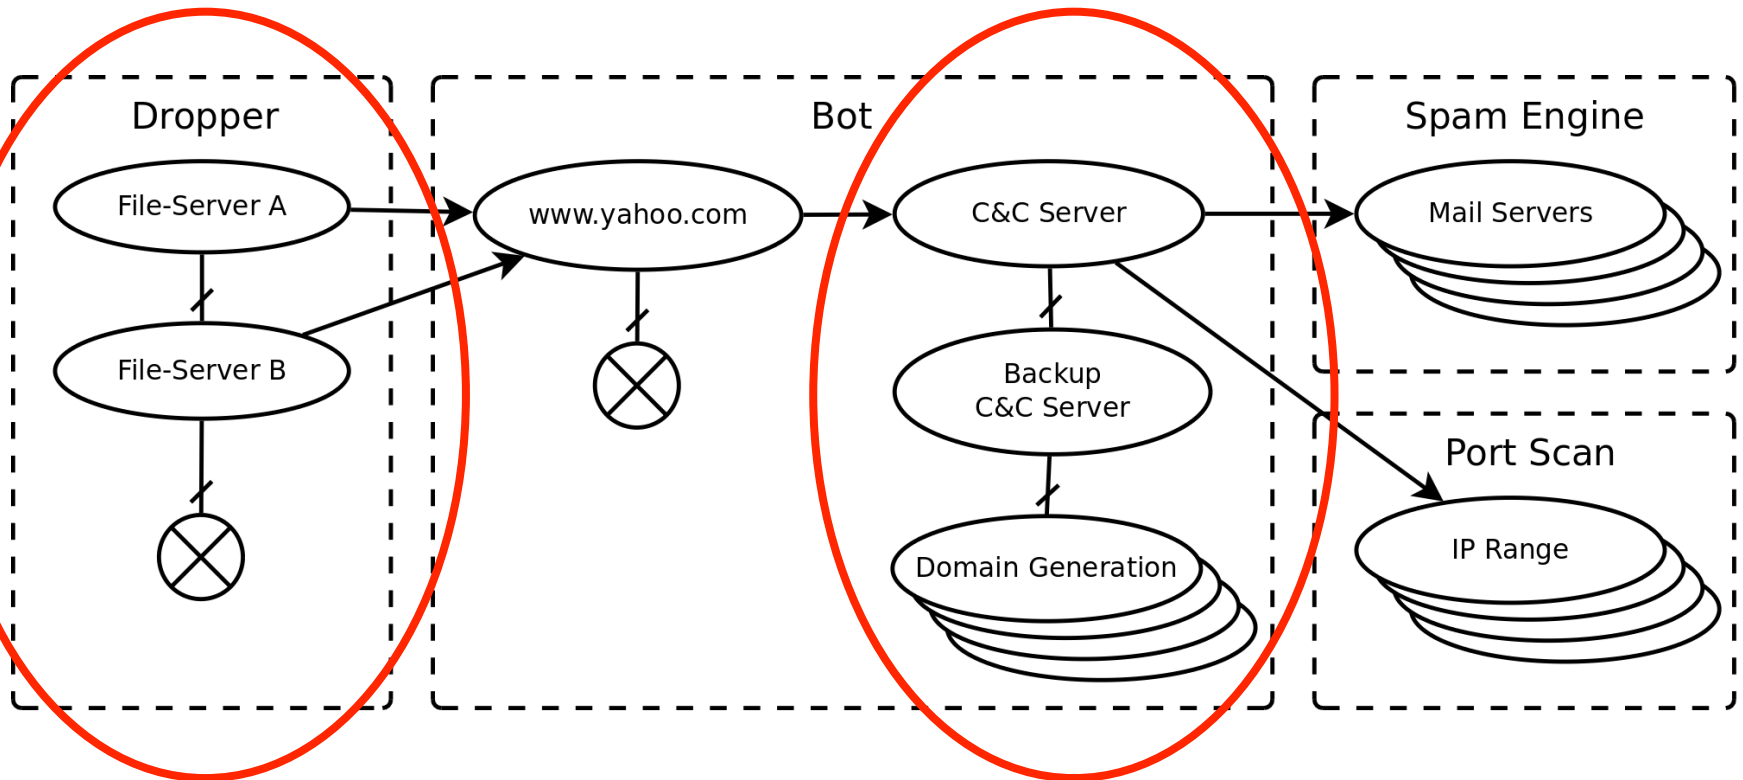 Dropper
File-Server A
File-Server B
Bot
www.yahoo.com
C&C Server
Backup
C&C Server
Domain Generation
Spam Engine
Mail Servers
Port Scan
IP Range